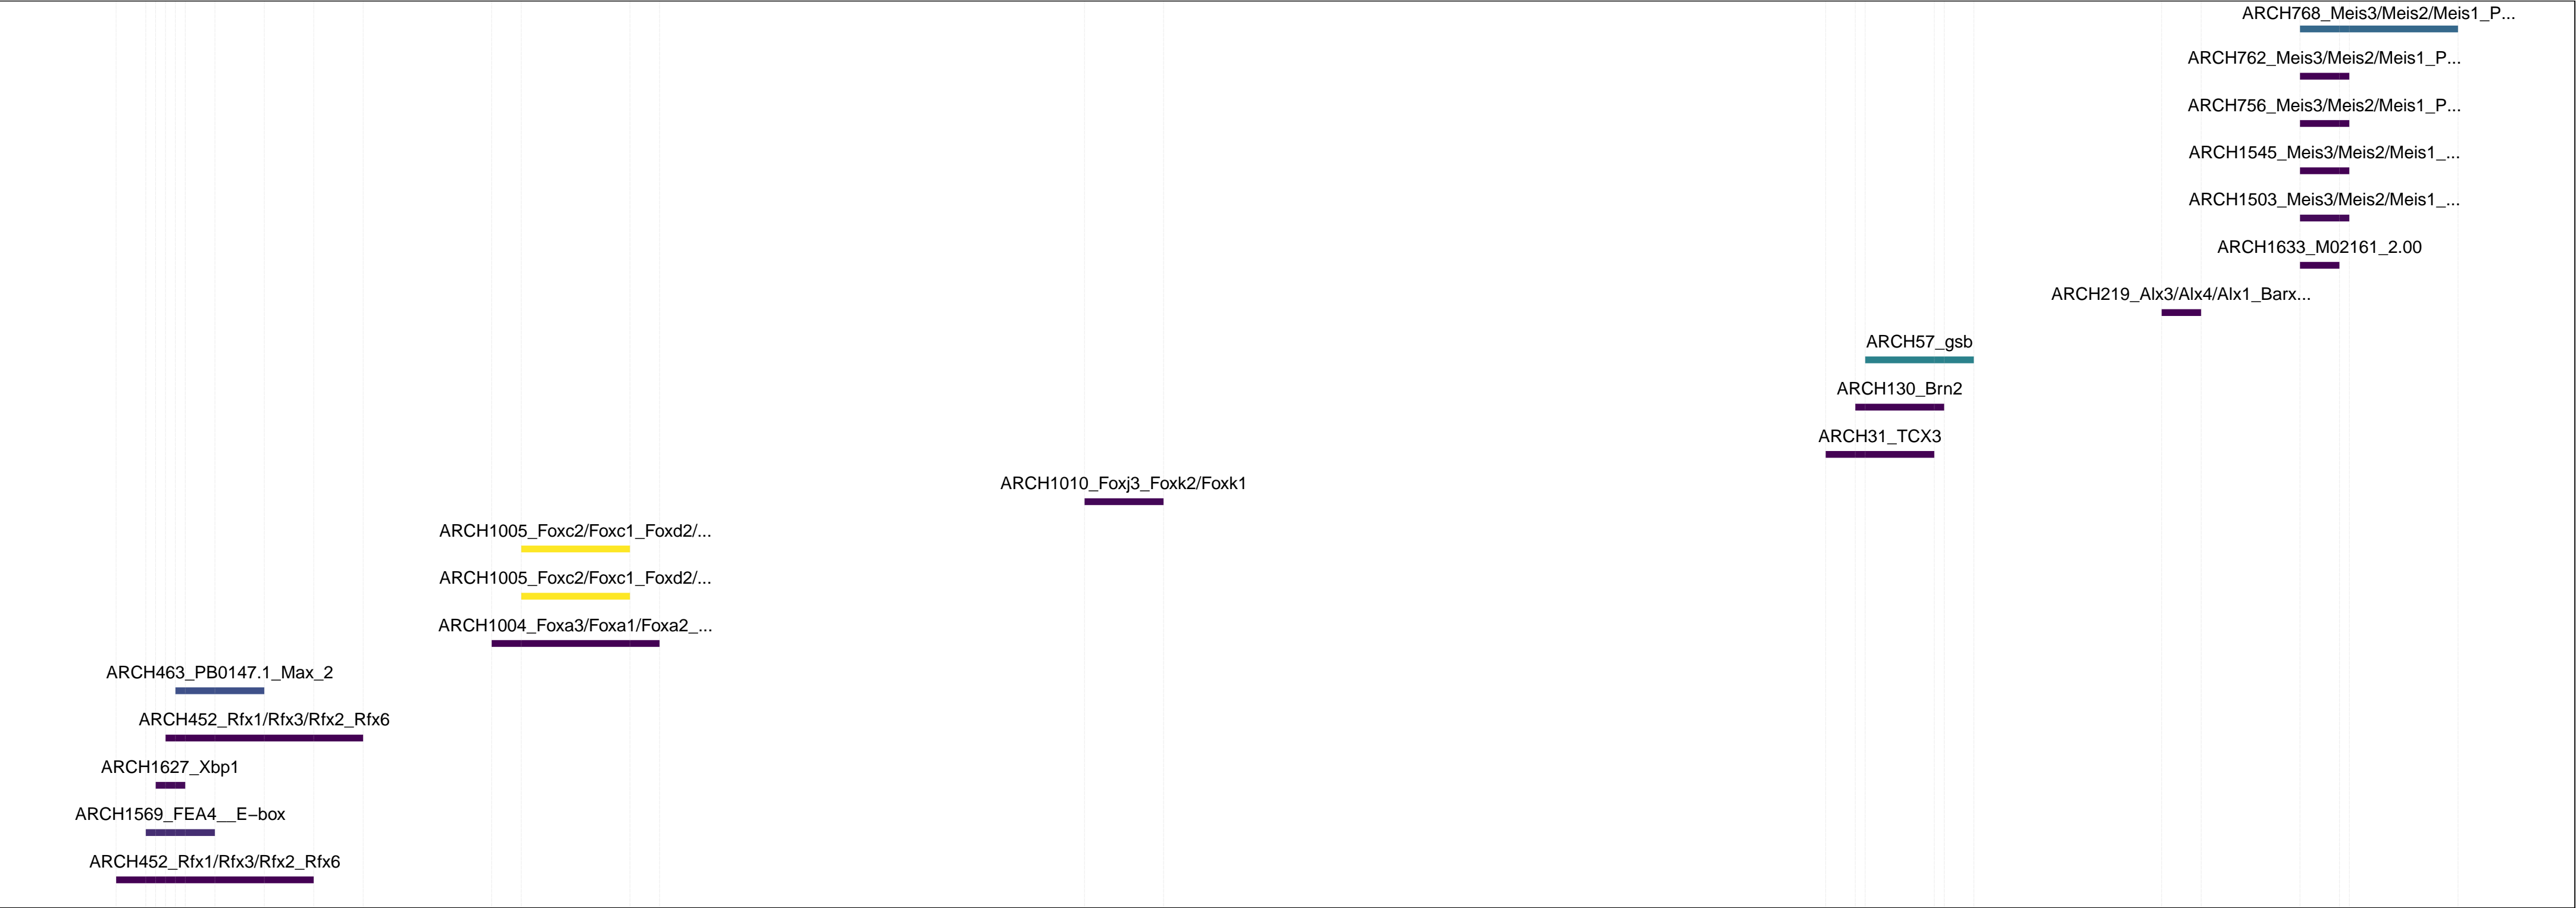 ARCH768_Meis3/Meis2/Meis1_P...
ARCH762_Meis3/Meis2/Meis1_P...
ARCH756_Meis3/Meis2/Meis1_P...
ARCH1545_Meis3/Meis2/Meis1_...
ARCH1503_Meis3/Meis2/Meis1_...
ARCH1633_M02161_2.00
ARCH219_Alx3/Alx4/Alx1_Barx...
ARCH57_gsb
ARCH130_Brn2
ARCH31_TCX3
ARCH1010_Foxj3_Foxk2/Foxk1
ARCH1005_Foxc2/Foxc1_Foxd2/...
ARCH1005_Foxc2/Foxc1_Foxd2/...
ARCH1004_Foxa3/Foxa1/Foxa2_...
ARCH463_PB0147.1_Max_2
ARCH452_Rfx1/Rfx3/Rfx2_Rfx6
ARCH1627_Xbp1
ARCH1569_FEA4__E−box
ARCH452_Rfx1/Rfx3/Rfx2_Rfx6